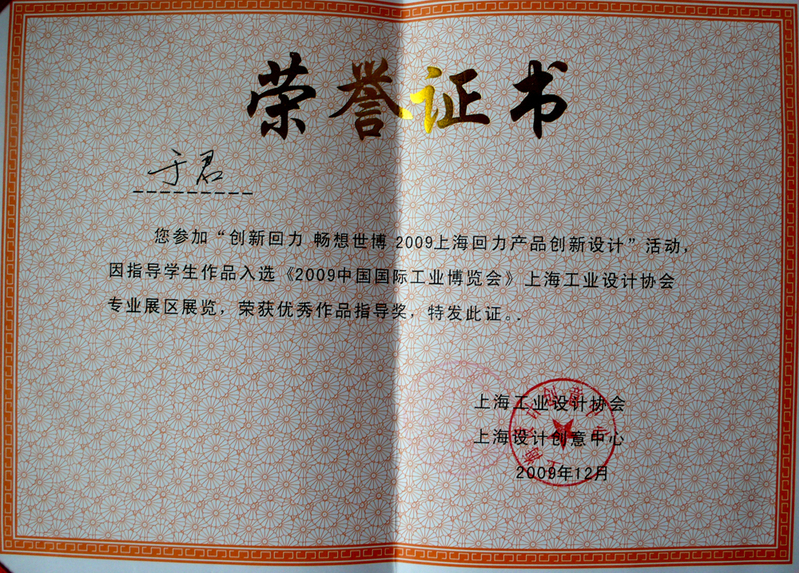 荣誉证书
于君
您参加“创新回力 畅想世博 2009上海回力产品创新设计”活动，
因指导学生作品入选《2009中国国际工业博览会》上海工业设计协会
专业展区展览，荣获优秀作品指导奖，特发此证。.
上海工业设计协会
上海设计创意中心
2009年12月